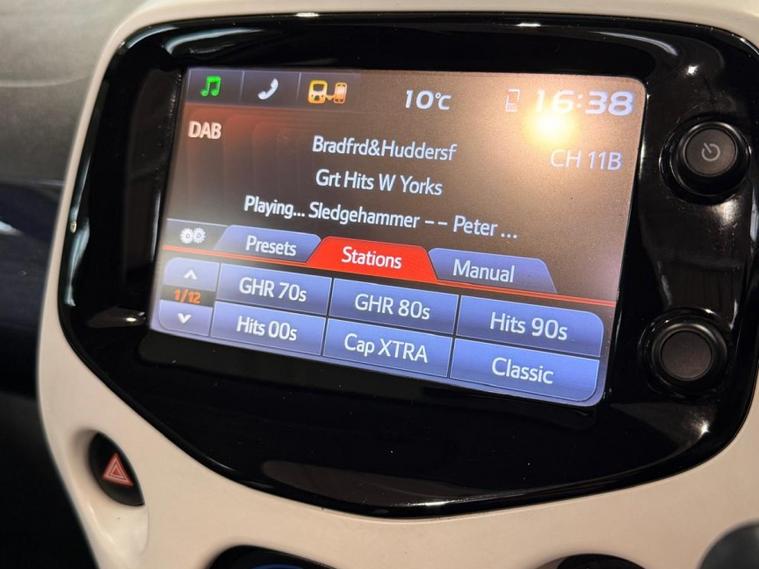 10°C 16:38
DAB
Bradfrd&Huddersf
CH 11B
Grt Hits W Yorks
Playing... Sledgehammer -- Peter ...
Presets Stations Manual
1/12
GHR 70s GHR 80s Hits 90s
Hits 00s Cap XTRA Classic